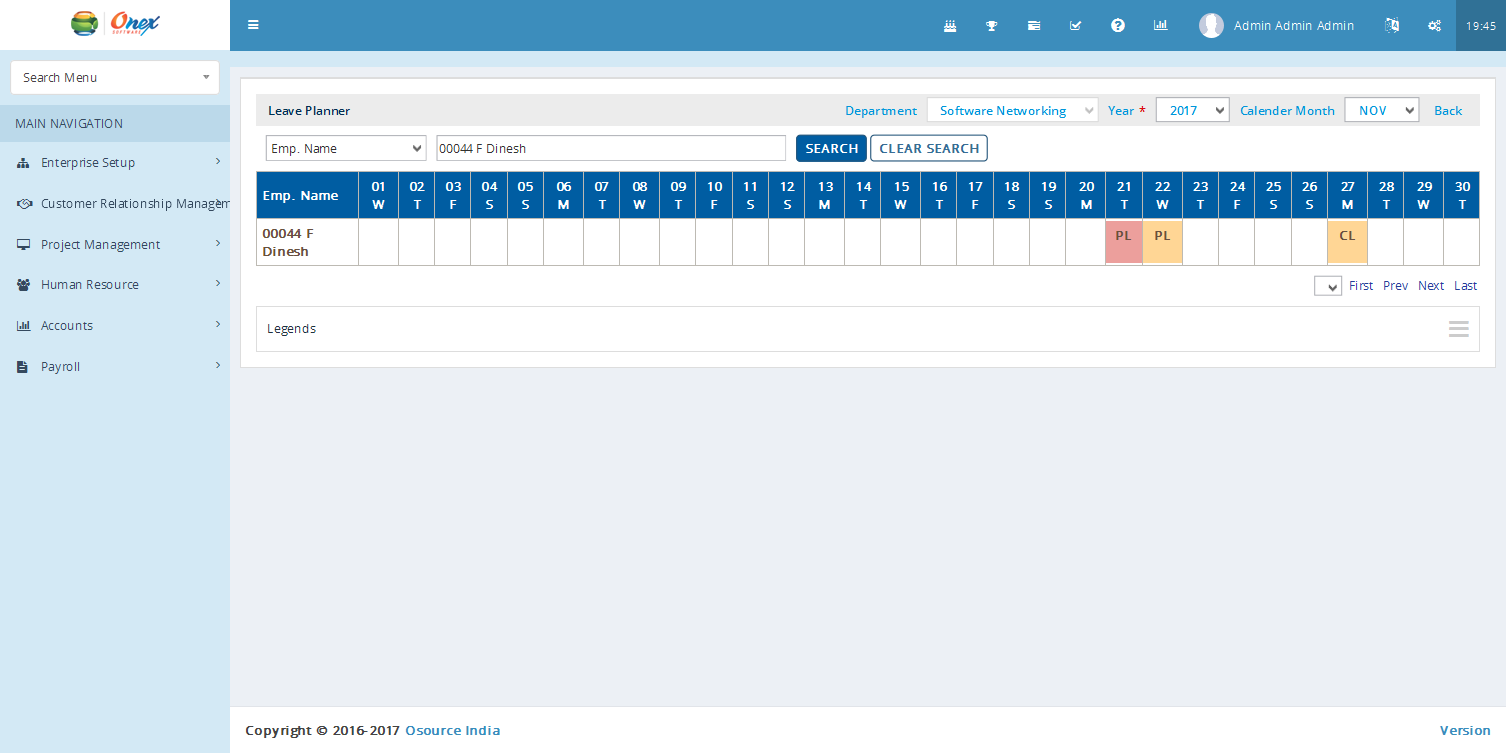 Onex
SOFTWARE
Admin Admin Admin
19:45
Search Menu
MAIN NAVIGATION
Enterprise Setup
Customer Relationship Managem
Project Management
Human Resource
Accounts
Payroll
Leave Planner
Department Software Networking Year * 2017 Calender Month NOV Back
Emp. Name 00044 F Dinesh SEARCH CLEAR SEARCH
Emp. Name 01 02 03 04 05 06 07 08 09 10 11 12 13 14 15 16 17 18 19 20 21 22 23 24 25 26 27 28 29 30
W T F S S M T W T F S S M T W T F S S M T W T F S S M T W T
00044 F PL PL CL
Dinesh
First Prev Next Last
Legends
Copyright © 2016-2017 Osource India
Version